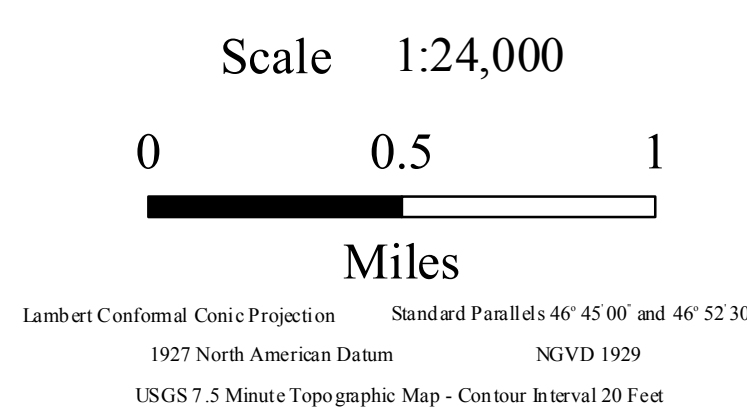 Scale 1:24,000
0 0.5 1
Miles
Lambert Conformal Conic Projection Standard Parallels 46° 45' 00" and 46° 52' 30
1927 North American Datum NGVD 1929
USGS 7.5 Minute Topographic Map - Contour Interval 20 Feet